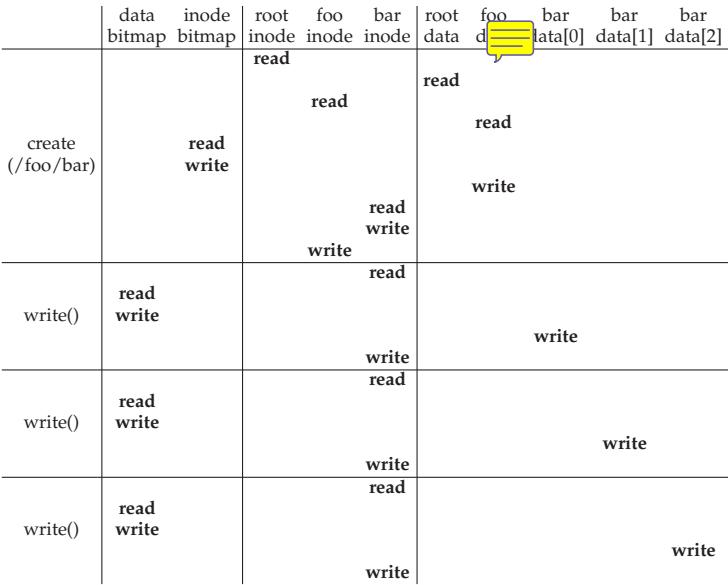 data inode root foo bar root foo bar bar bar
bitmap bitmap inode inode inode data data[1] data[2]
read
read
read
read
create read
(/foo/bar) write
write
read
write
write
read
read
write() write
write
write
read
read
write() write
write
write
read
read
write() write
write
write